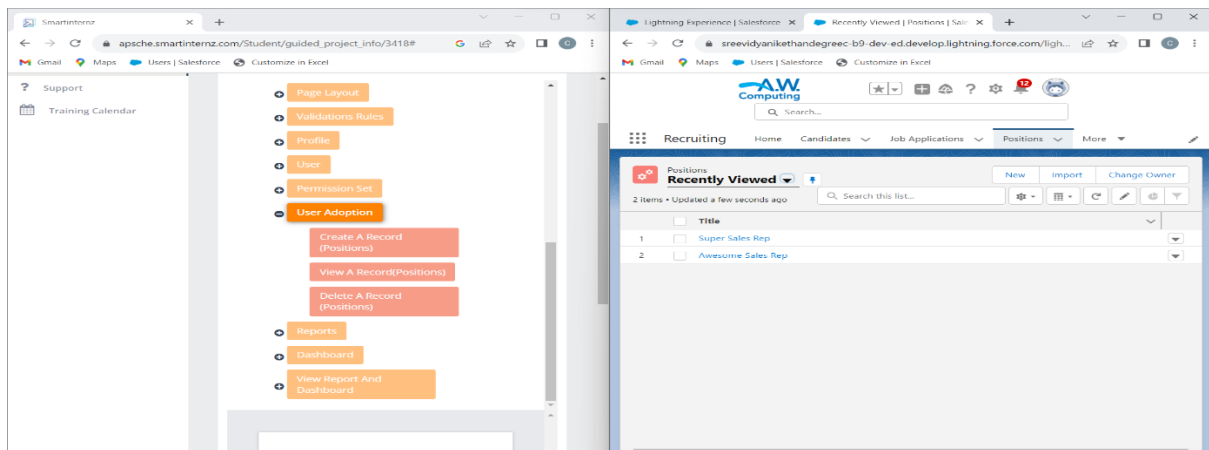 Smartinternz
apsche.smartinternz.com/Student/guided_project_info/3418#
Gmail Maps Users | Salesforce Customize in Excel
Support
Training Calendar
Page Layout
Validations Rules
Profile
User
Permission Set
User Adoption
Create A Record
(Positions)
View A Record(Positions)
Delete A Record
(Positions)
Reports
Dashboard
View Report And
Dashboard
Lightning Experience | Salesforce
Recently Viewed | Positions | Sale
sreevidyanikethandegreec-b9-dev-ed.develop.lightning.force.com/ligh...
C
Gmail Maps Users | Salesforce Customize in Excel
A.W.
Computing
12
Search...
Recruiting Home Candidates Job Applications Positions More
Positions
Recently Viewed
New Import Change Owner
2 items • Updated a few seconds ago
Search this list...
Title
1 Super Sales Rep
2 Awesome Sales Rep